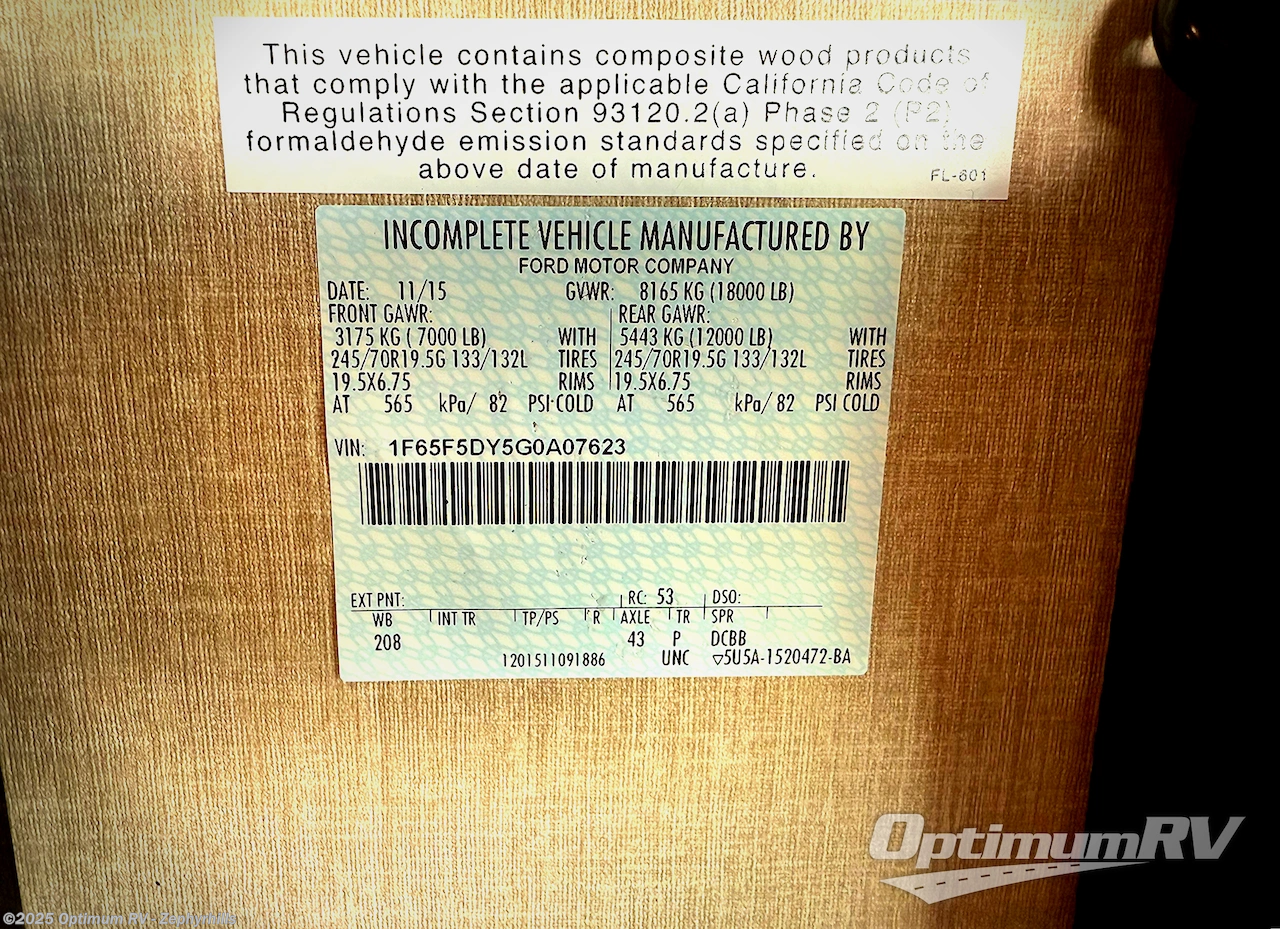 This vehicle contains composite wood products
that comply with the applicable California Code of
Regulations Section 93120.2(a) Phase 2 (P2)
formaldehyde emission standards specified on the
above date of manufacture.
FL-601
INCOMPLETE VEHICLE MANUFACTURED BY
FORD MOTOR COMPANY
DATE: 11/15 GVWR: 8165 KG (18000 LB)
FRONT GAWR: REAR GAWR:
3175 KG ( 7000 LB) WITH 5443 KG (12000 LB) WITH
245/70R19.5G 133/132L TIRES 245/70R19.5G 133/132L TIRES
19.5X6.75 RIMS 19.5X6.75 RIMS
AT 565 kPa/ 82 PSI COLD AT 565 kPa/ 82 PSI COLD
VIN: 1F65F5DY5G0A07623
EXT PNT: RC: 53 DSO:
WB INT TR TP/PS R AXLE TR SPR
208 43 P DCBB
1201511091886 UNC ▽5U5A-1520472-BA
OptimumRV
©2025 Optimum RV - Zephyrhills